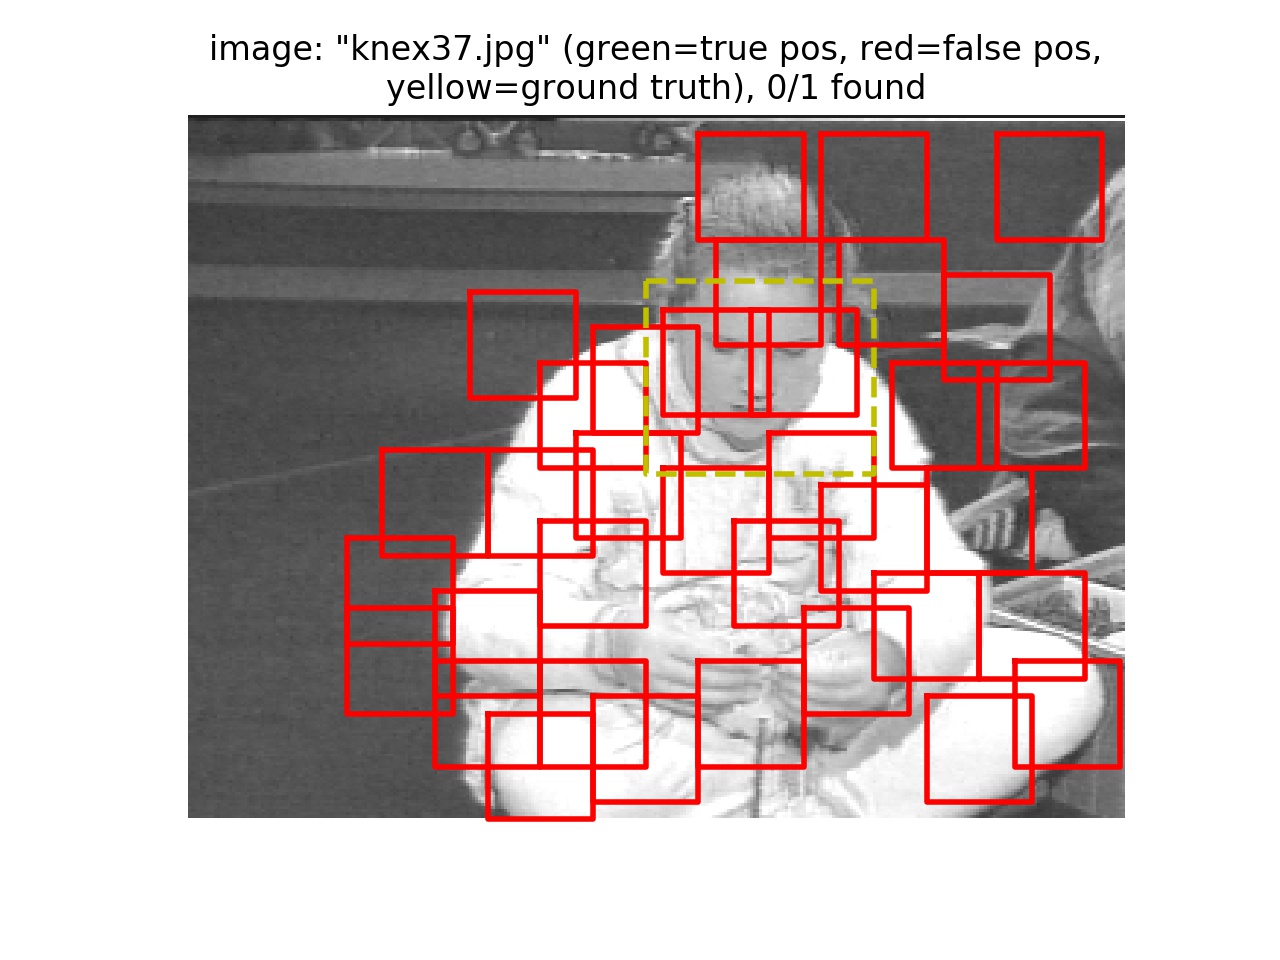 image: "knex37.jpg" (green=true pos, red=false pos,
yellow=ground truth), 0/1 found